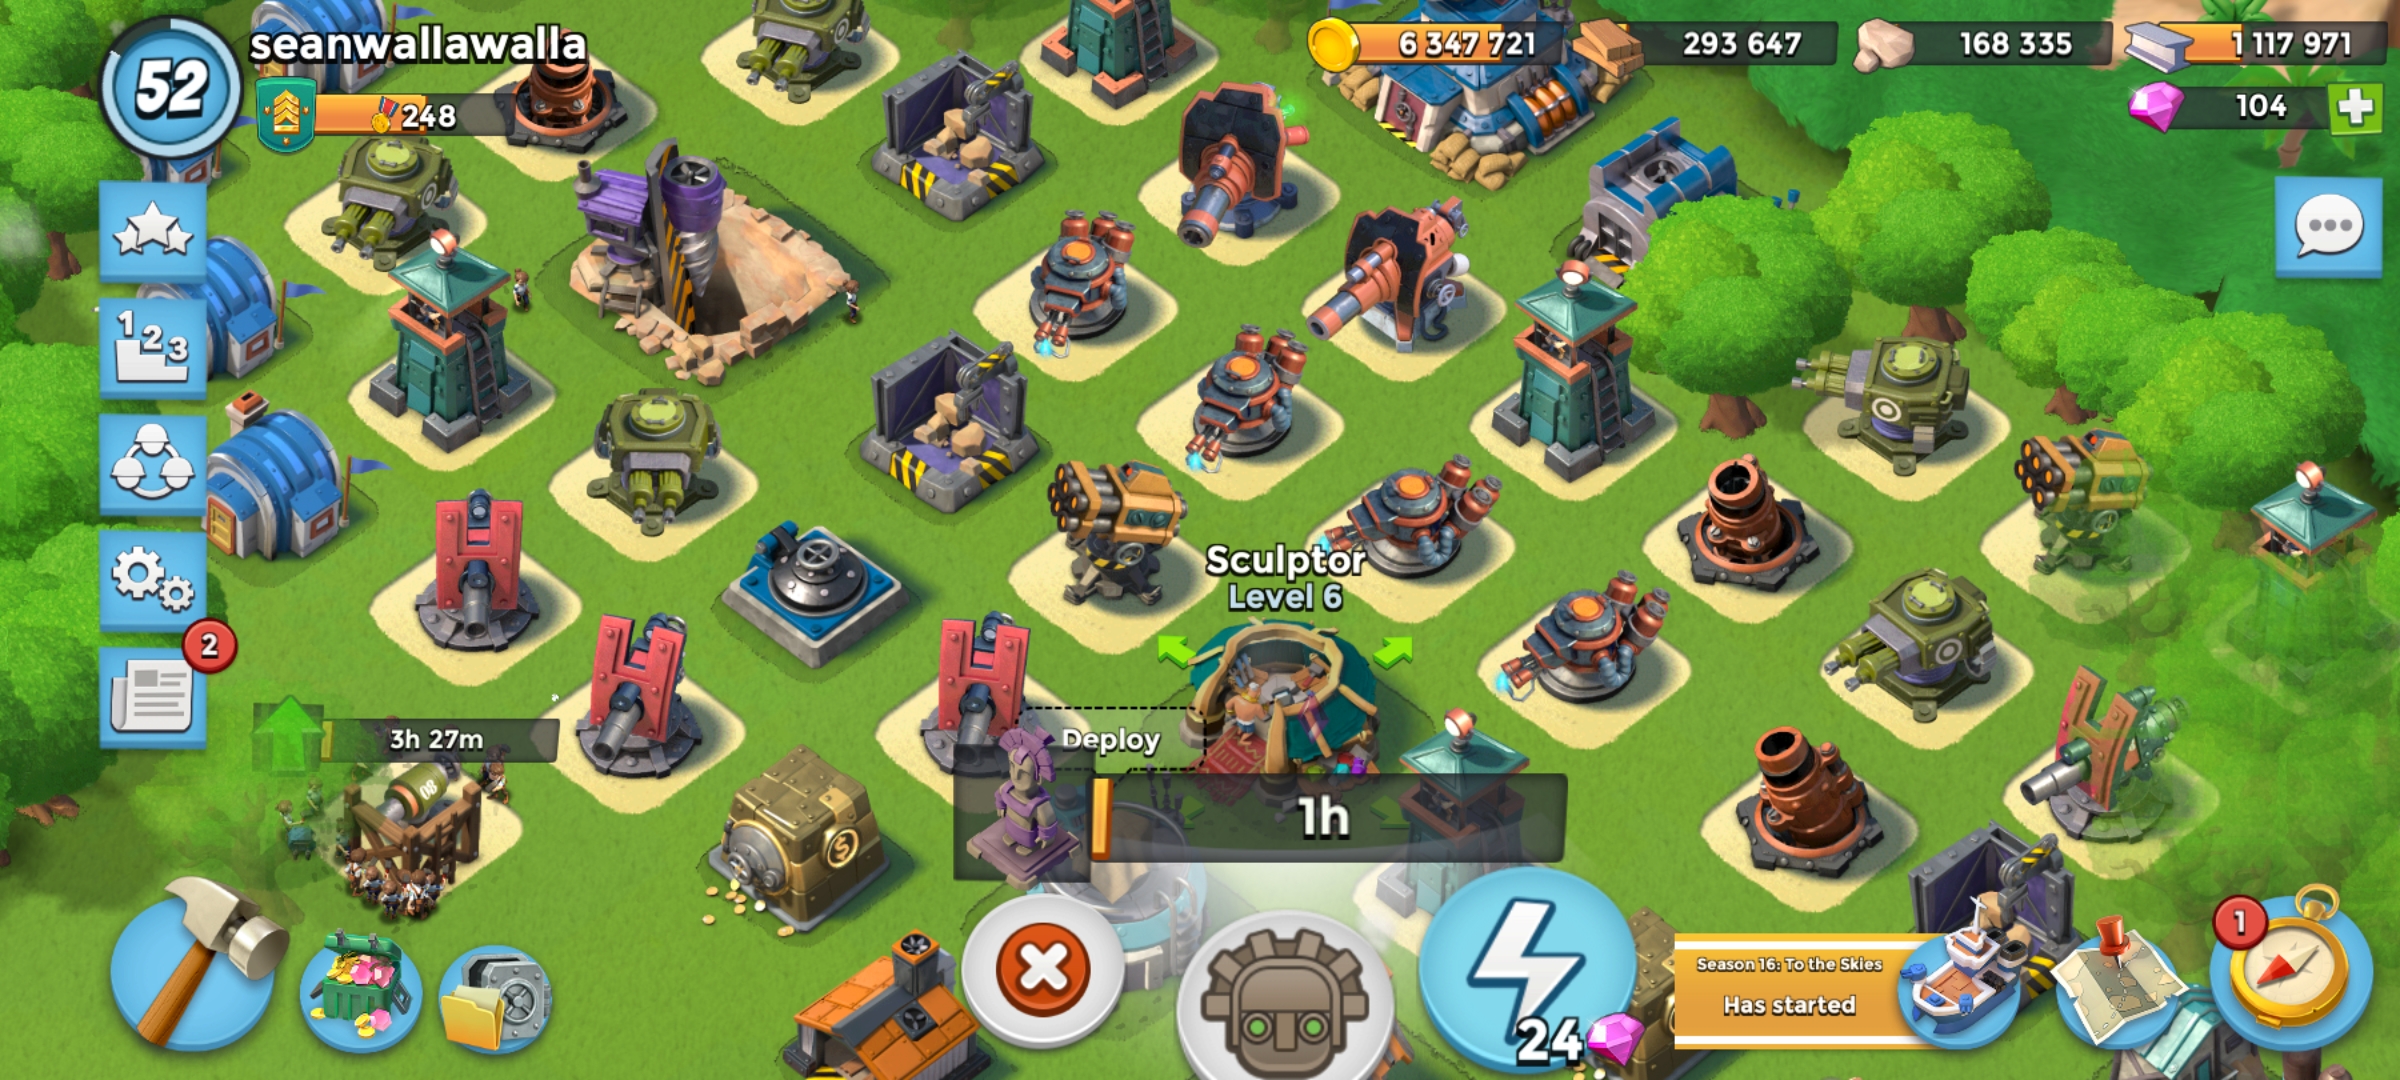 52
seanwallawalla
248
6 347 721
293 647
168 335
1 117 971
104
1
2
3
2
Sculptor
Level 6
Deploy
3h 27m
1h
08
$
24
Season 16: To the Skies
Has started
1